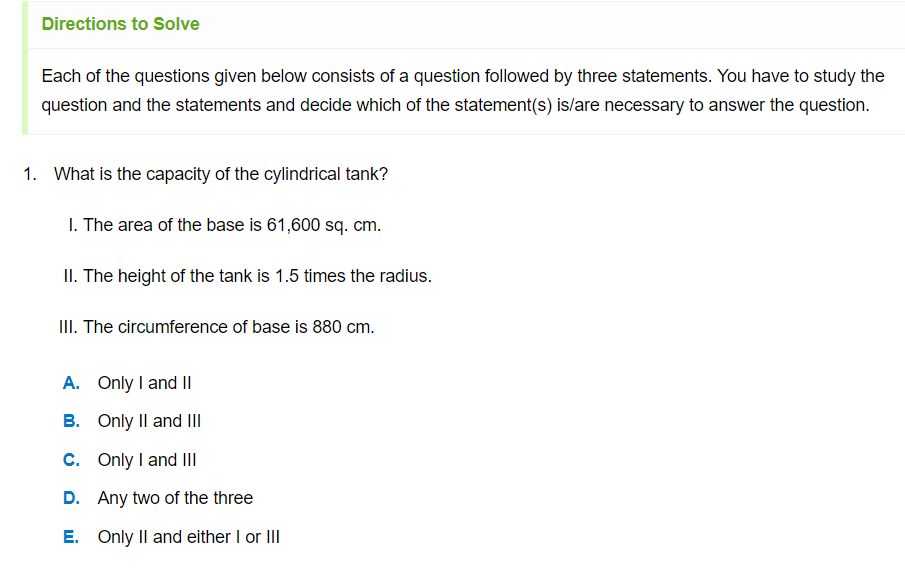 Directions to Solve
Each of the questions given below consists of a question followed by three statements. You have to study the
question and the statements and decide which of the statement(s) is/are necessary to answer the question.
1. What is the capacity of the cylindrical tank?
I. The area of the base is 61,600 sq. cm.
II. The height of the tank is 1.5 times the radius.
III. The circumference of base is 880 cm.
A. Only I and II
B. Only II and III
C. Only I and III
D. Any two of the three
E. Only II and either I or III